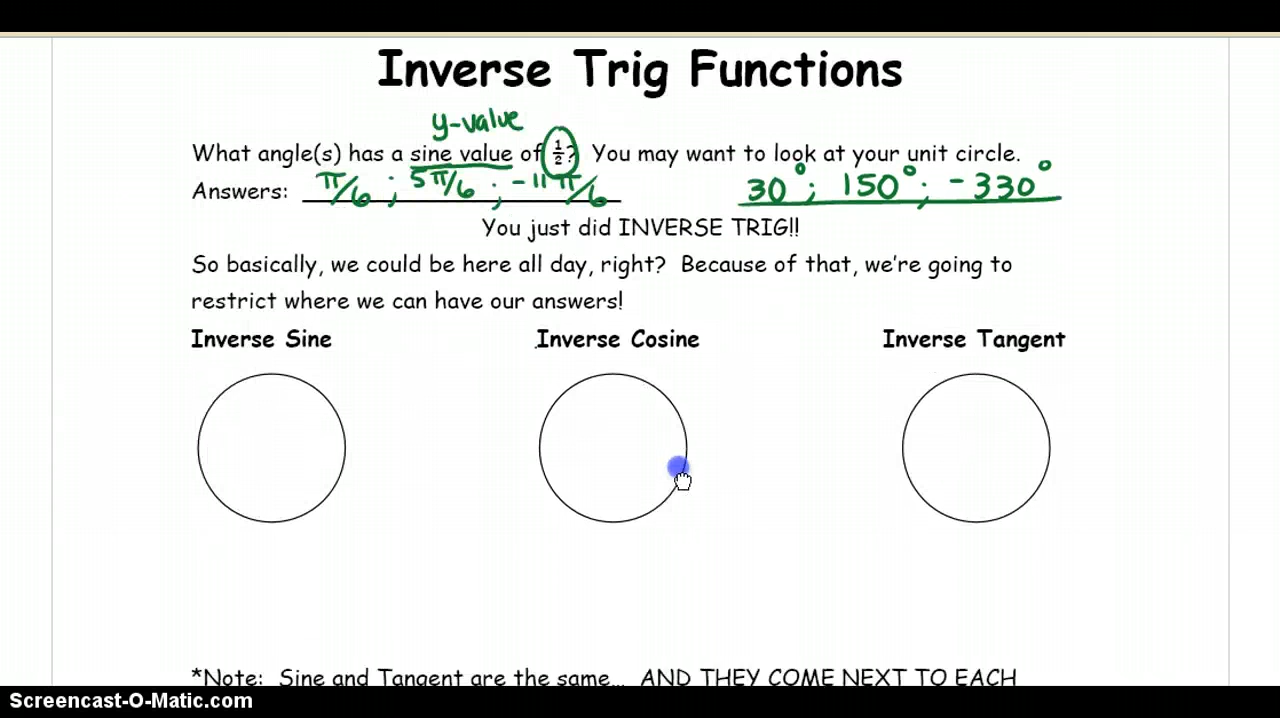 Inverse Trig Functions
y-value
What angle(s) has a sine value of 1/2? You may want to look at your unit circle.
Answers: π/6 ; 5π/6 ; -11π/6 30° ; 150° ; -330°
You just did INVERSE TRIG!!
So basically, we could be here all day, right? Because of that, we're going to
restrict where we can have our answers!
Inverse Sine Inverse Cosine Inverse Tangent
*Note: Sine and Tangent are the same… AND THEY COME NEXT TO EACH
Screencast-O-Matic.com